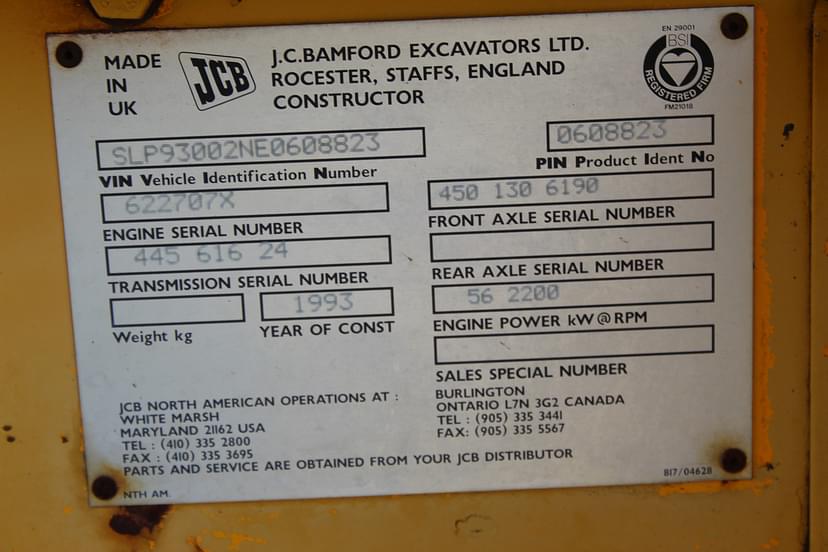 MADE
IN
UK
JCB
J.C.BAMFORD EXCAVATORS LTD.
ROCESTER, STAFFS, ENGLAND
CONSTRUCTOR
EN 29001
BSI
REGISTERED FIRM
FM21018
SLP93002NE0608823
VIN Vehicle Identification Number
0608823
PIN Product Ident No
622707X
ENGINE SERIAL NUMBER
450 130 6190
FRONT AXLE SERIAL NUMBER
445 616 24
TRANSMISSION SERIAL NUMBER
REAR AXLE SERIAL NUMBER
Weight kg
1993
YEAR OF CONST
56 2200
ENGINE POWER kW@RPM
SALES SPECIAL NUMBER
JCB NORTH AMERICAN OPERATIONS AT :
WHITE MARSH
MARYLAND 21162 USA
TEL : (410) 335 2800
FAX : (410) 335 3695
BURLINGTON
ONTARIO L7N 3G2 CANADA
TEL : (905) 335 3441
FAX: (905) 335 5567
PARTS AND SERVICE ARE OBTAINED FROM YOUR JCB DISTRIBUTOR
NTH AM.
817/04628